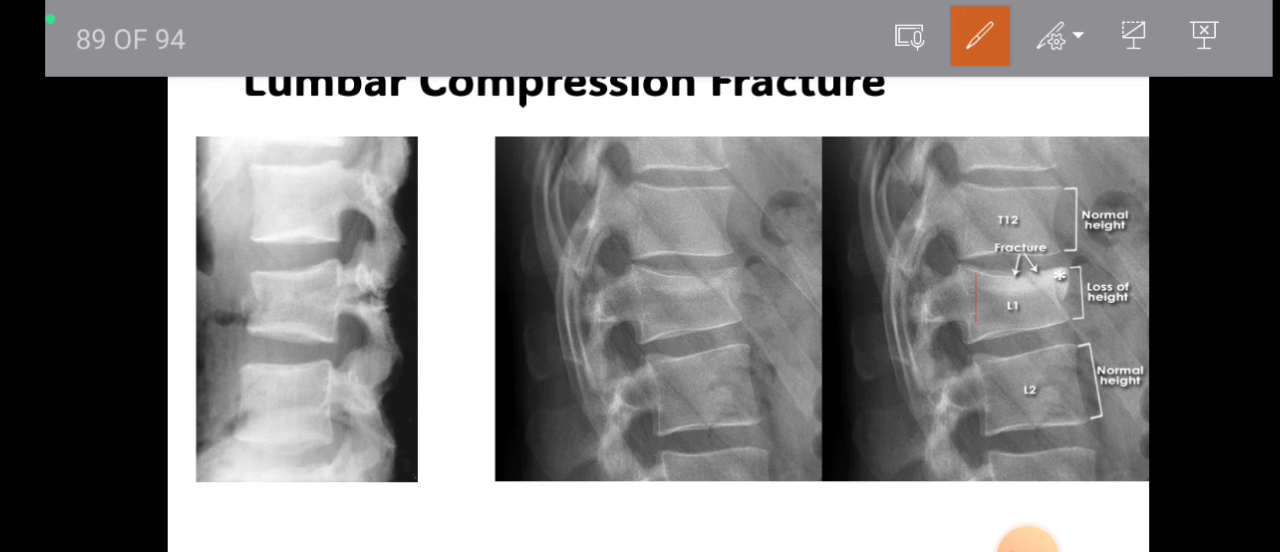 89 OF 94
Lumbar Compression Fracture
T12
Normal
height
Fracture
*
Loss of
height
L1
Normal
height
L2